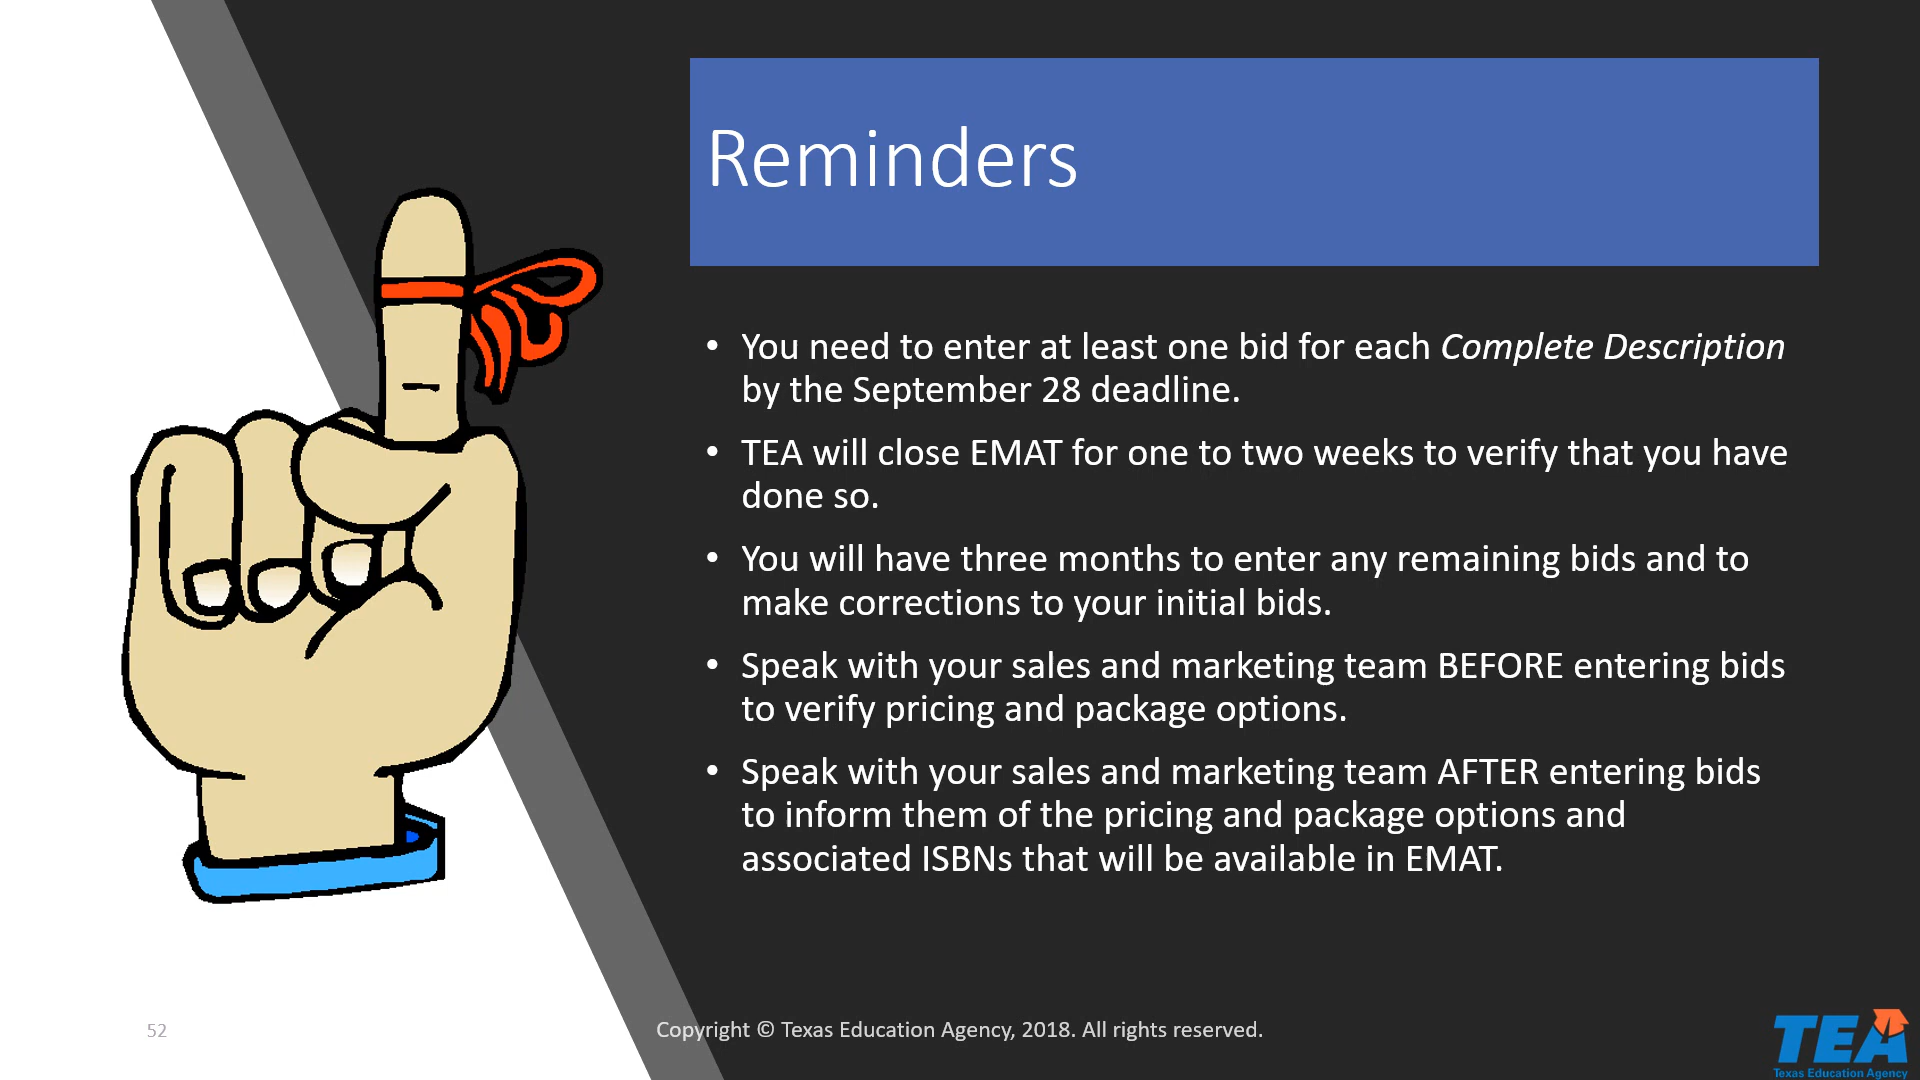 Reminders
• You need to enter at least one bid for each Complete Description
by the September 28 deadline.
• TEA will close EMAT for one to two weeks to verify that you have
done so.
• You will have three months to enter any remaining bids and to
make corrections to your initial bids.
• Speak with your sales and marketing team BEFORE entering bids
to verify pricing and package options.
• Speak with your sales and marketing team AFTER entering bids
to inform them of the pricing and package options and
associated ISBNs that will be available in EMAT.
52
Copyright © Texas Education Agency, 2018. All rights reserved.
TEA
Texas Education Agency